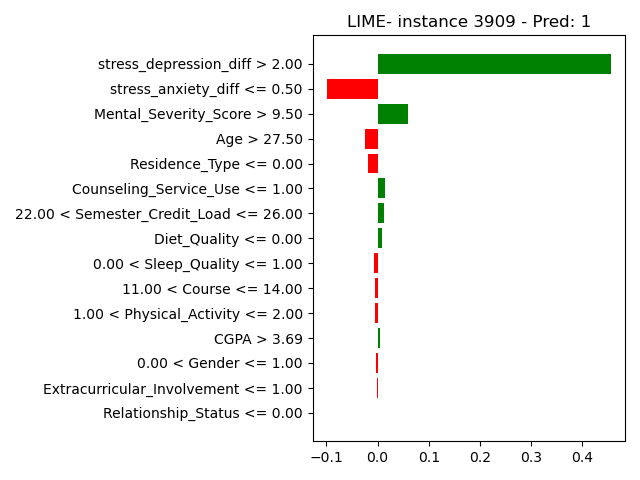 LIME- instance 3909 - Pred: 1
stress_depression_diff > 2.00
stress_anxiety_diff <= 0.50
Mental_Severity_Score > 9.50
Age > 27.50
Residence_Type <= 0.00
Counseling_Service_Use <= 1.00
22.00 < Semester_Credit_Load <= 26.00
Diet_Quality <= 0.00
0.00 < Sleep_Quality <= 1.00
11.00 < Course <= 14.00
1.00 < Physical_Activity <= 2.00
CGPA > 3.69
0.00 < Gender <= 1.00
Extracurricular_Involvement <= 1.00
Relationship_Status <= 0.00
−0.1 0.0 0.1 0.2 0.3 0.4